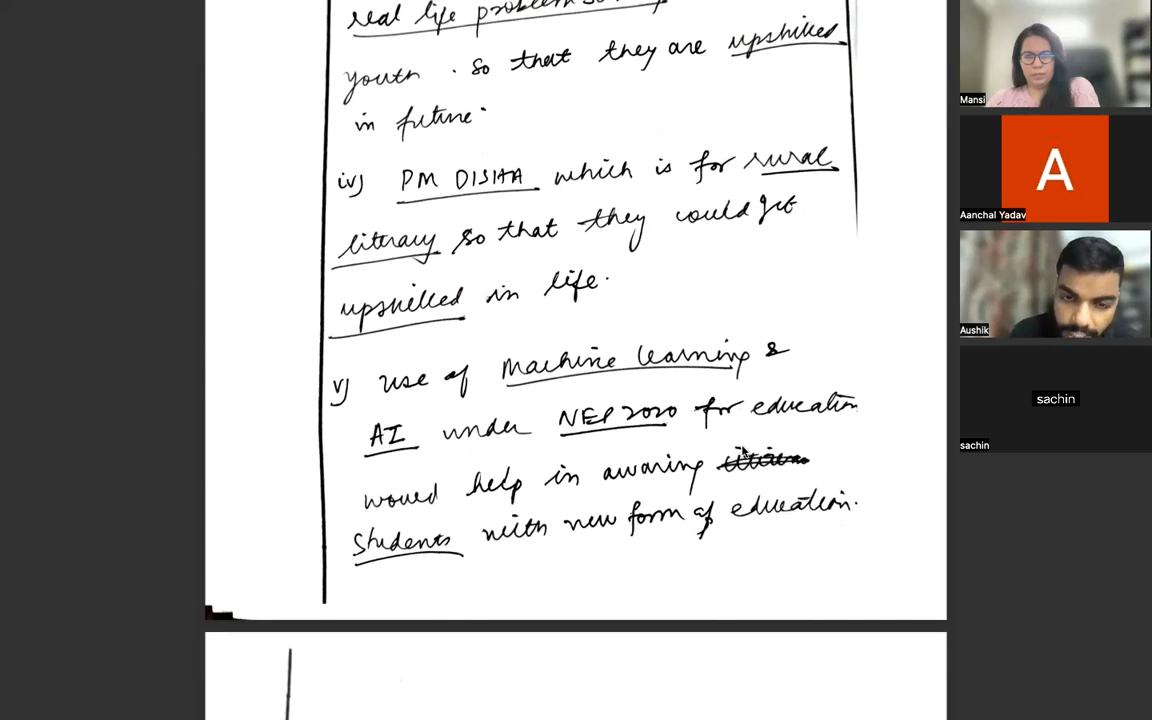 real life problem solving
youth. So that they are upskilled
in future.
iv) PM DISHA which is for rural
literacy so that they could get
upskilled in life.
v) use of Machine learning &
AI under NEP 2020 for education
would help in awaring
students with new form of education.
Mansi
A
Aanchal Yadav
Aushik
sachin
sachin